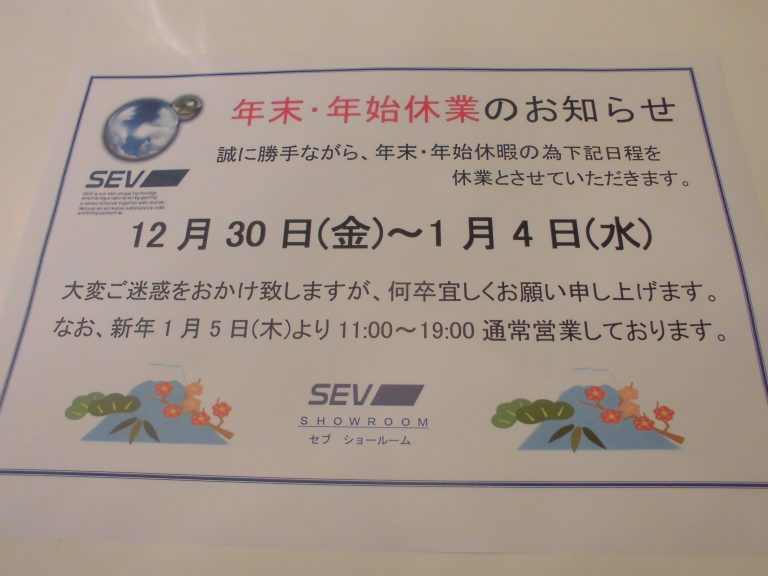 年末・年始休業のお知らせ
誠に勝手ながら、年末・年始休暇の為下記日程を
休業とさせていただきます。
SEV
12月30日(金)～1月4日(水)
大変ご迷惑をおかけ致しますが、何卒宜しくお願い申し上げます。
なお、新年1月5日(木)より11:00～19:00通常営業しております。
SEV
SHOWROOM
セブ ショールーム